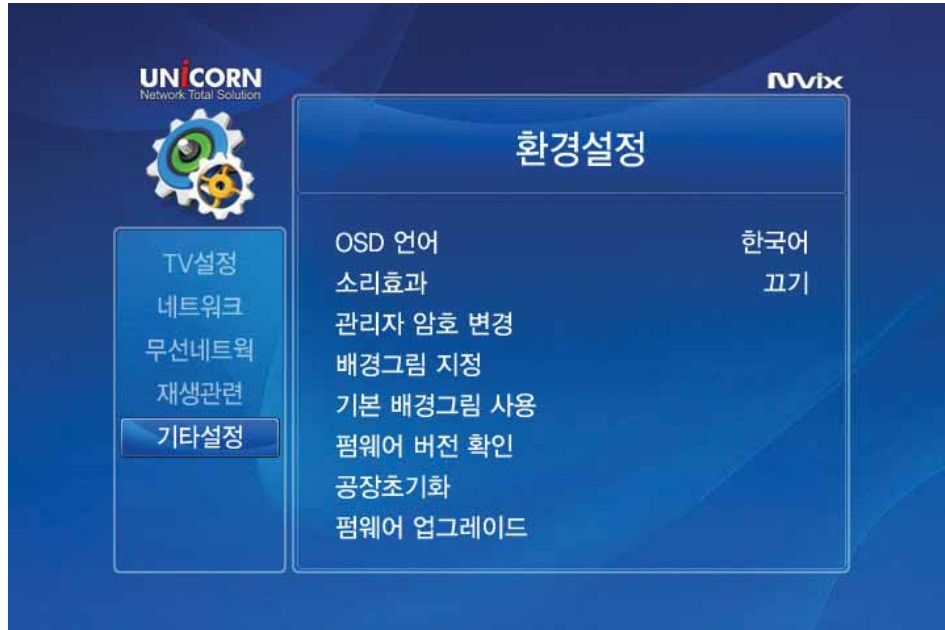 UNiCORN
Network Total Solution
Mvix
환경설정
TV설정
네트워크
무선네트웍
재생관련
기타설정
OSD 언어 한국어
소리효과 끄기
관리자 암호 변경
배경그림 지정
기본 배경그림 사용
펌웨어 버전 확인
공장초기화
펌웨어 업그레이드